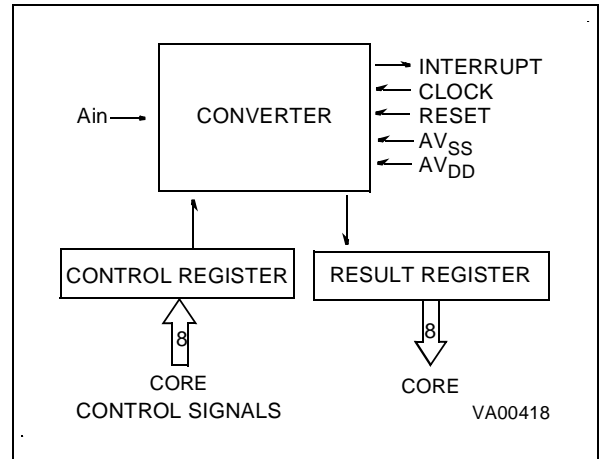 INTERRUPT
CLOCK
Ain
CONVERTER
RESET
AVSS
AVDD
CONTROL REGISTER
RESULT REGISTER
8
8
CORE
CONTROL SIGNALS
CORE
VA00418